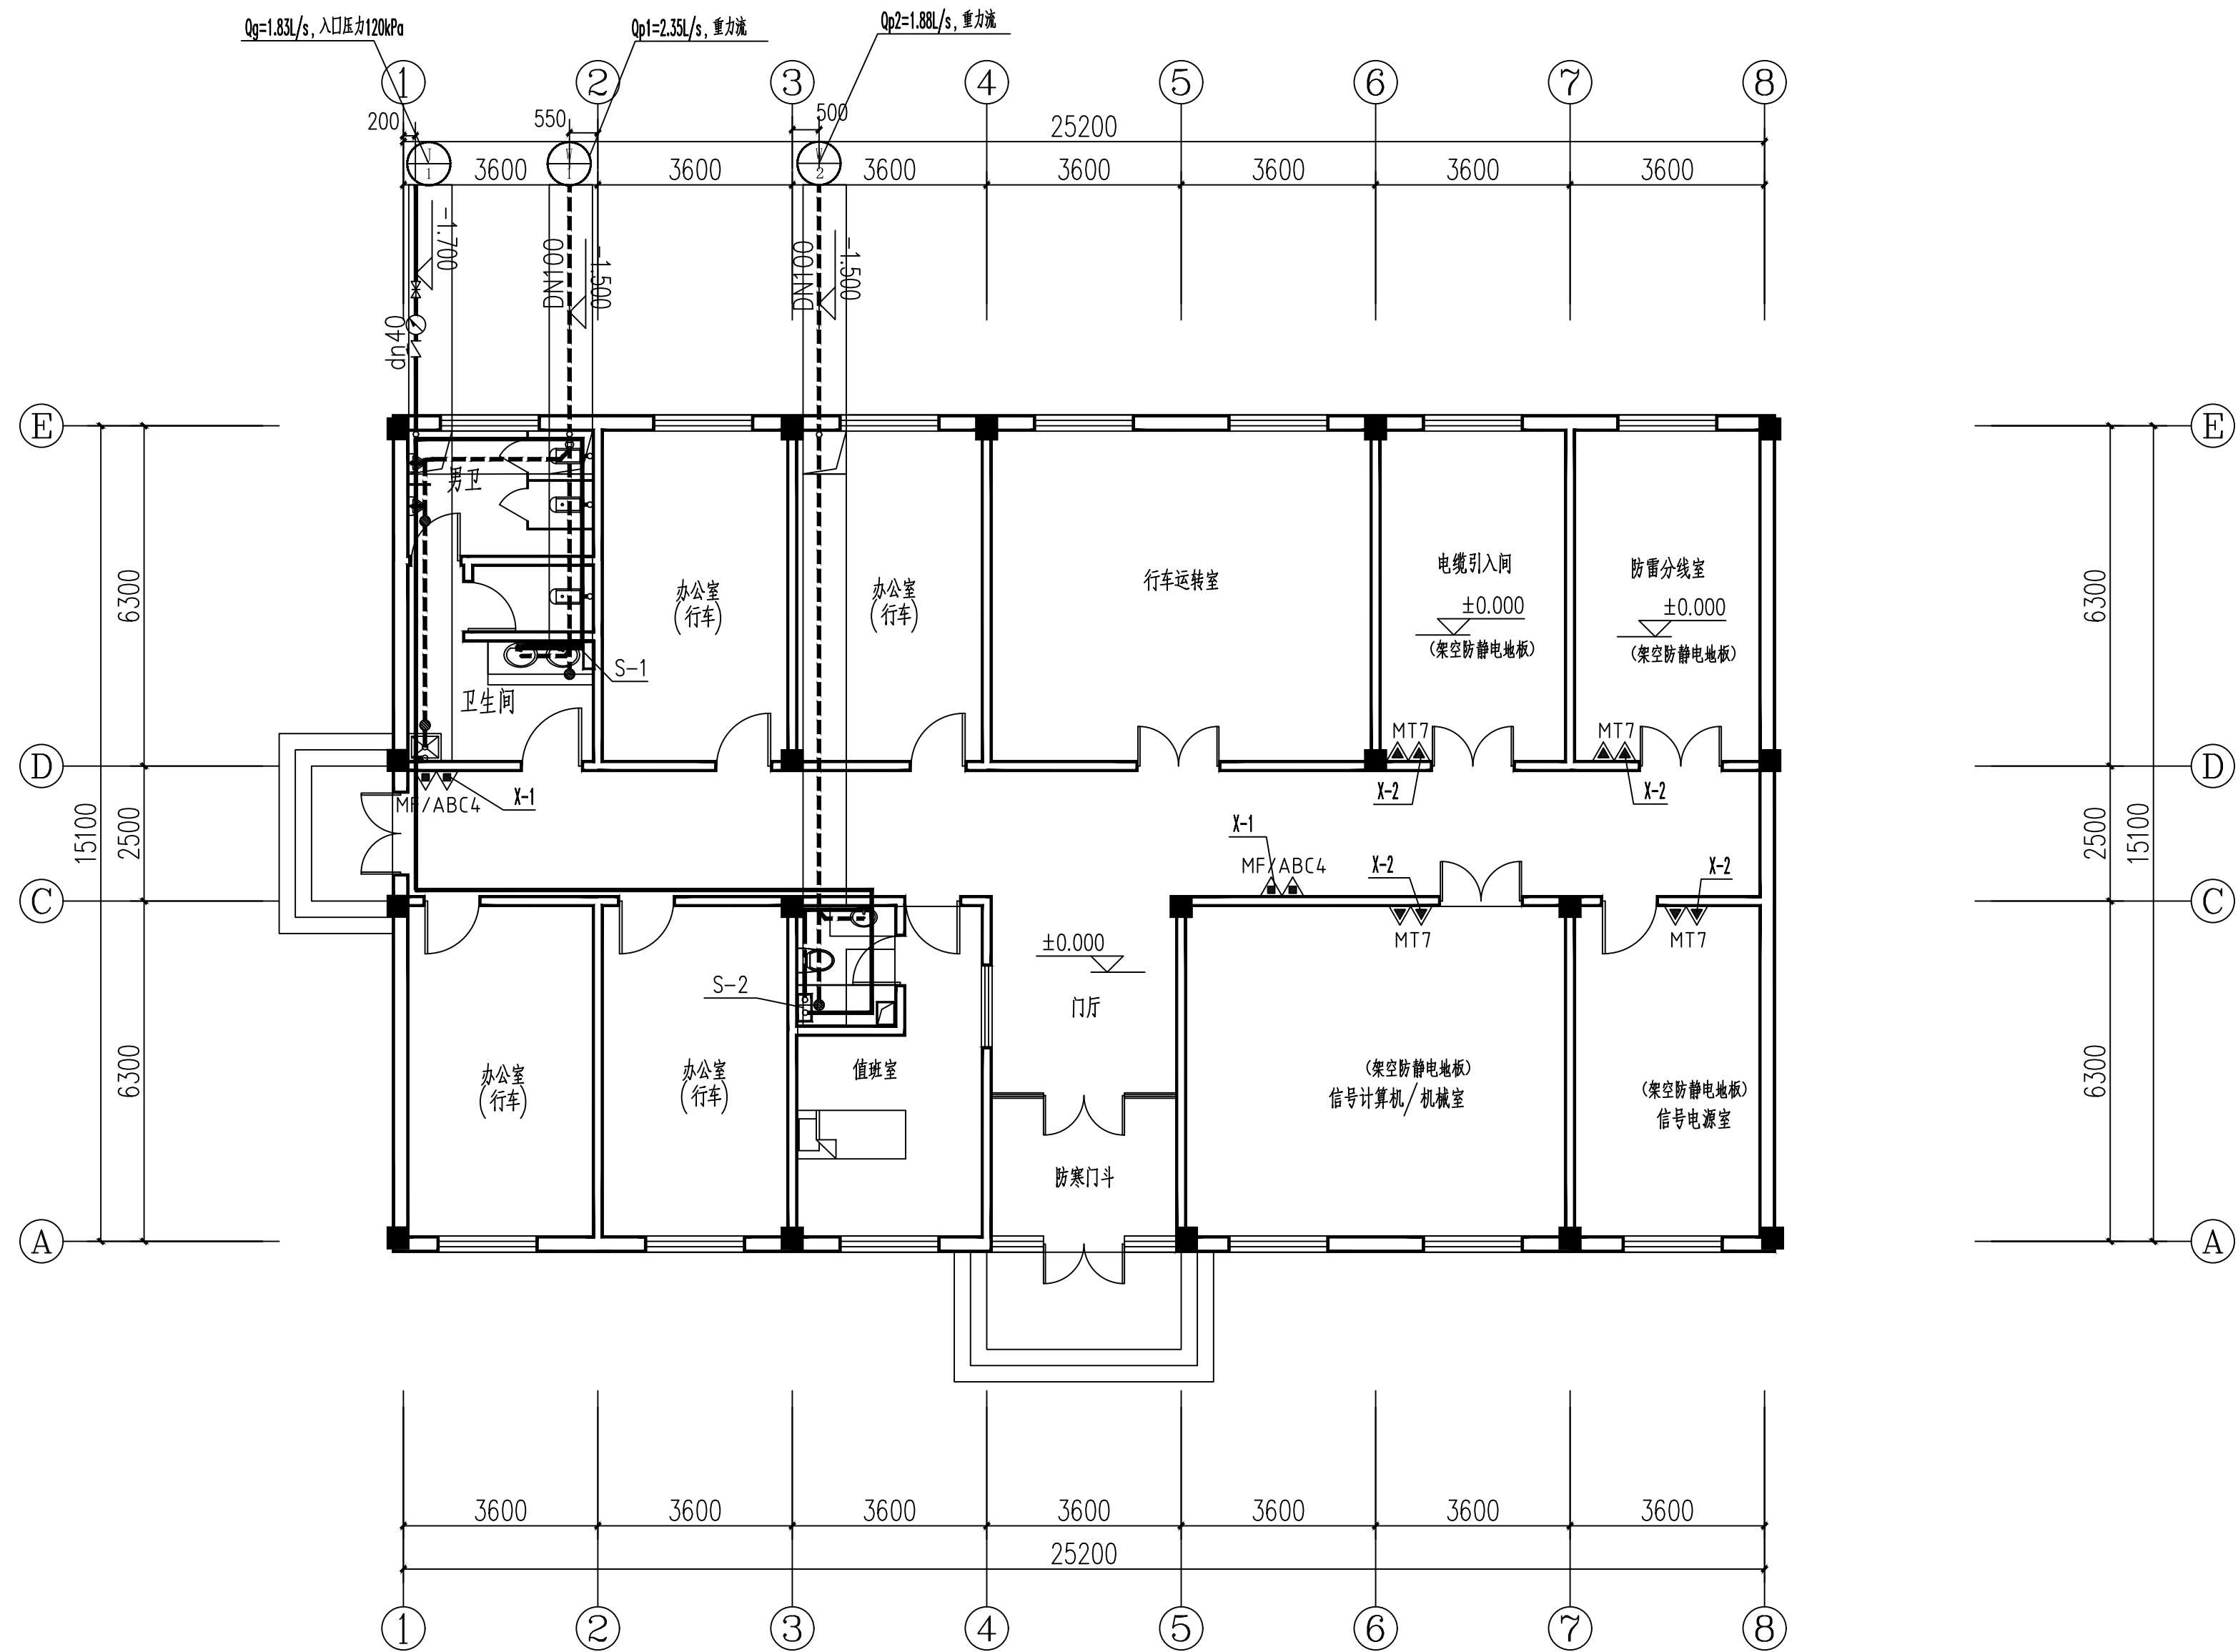 Qg=1.83L/s,入口压力120kPa
Qp1=2.35L/s,重力流
Qp2=1.88L/s,重力流
1 2 3 4 5 6 7 8
200 550 500
25200
J 1
W 1
W 2
3600 3600 3600 3600 3600 3600 3600
-1.700
DN100
-1.500
DN100
-1.500
dn40
E E
男卫
办公室
(行车)
办公室
(行车)
行车运转室
电缆引入间
±0.000
(架空防静电地板)
防雷分线室
±0.000
(架空防静电地板)
6300
6300
S-1
卫生间
MT7
MT7
D D
MF/ABC4
X-1
X-2
X-2
15100
2500
2500
15100
X-1
MF/ABC4
X-2
X-2
C C
MT7
MT7
±0.000
S-2
门厅
6300
6300
办公室
(行车)
办公室
(行车)
值班室
(架空防静电地板)
信号计算机/机械室
(架空防静电地板)
信号电源室
防寒门斗
A A
3600 3600 3600 3600 3600 3600 3600
25200
1 2 3 4 5 6 7 8